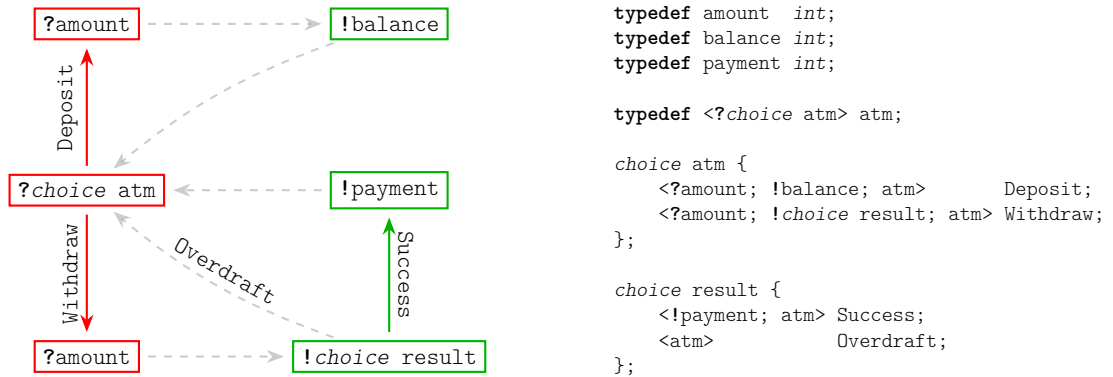 ?amount
!balance
Deposit
?choice atm
!payment
Withdraw
Overdraft
Success
?amount
!choice result
typedef amount  int;
typedef balance int;
typedef payment int;
typedef <?choice atm> atm;
choice atm {
    <?amount; !balance; atm>        Deposit;
    <?amount; !choice result; atm> Withdraw;
};
choice result {
    <!payment; atm> Success;
    <atm>           Overdraft;
};